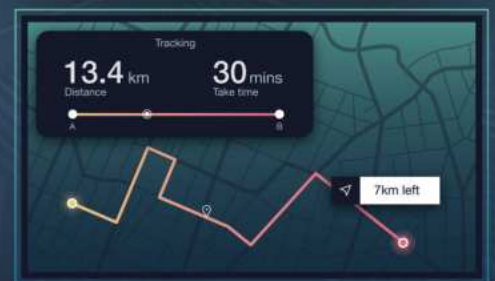 Tracking
13.4 km 30 mins
Distance Take time
A B
7km left